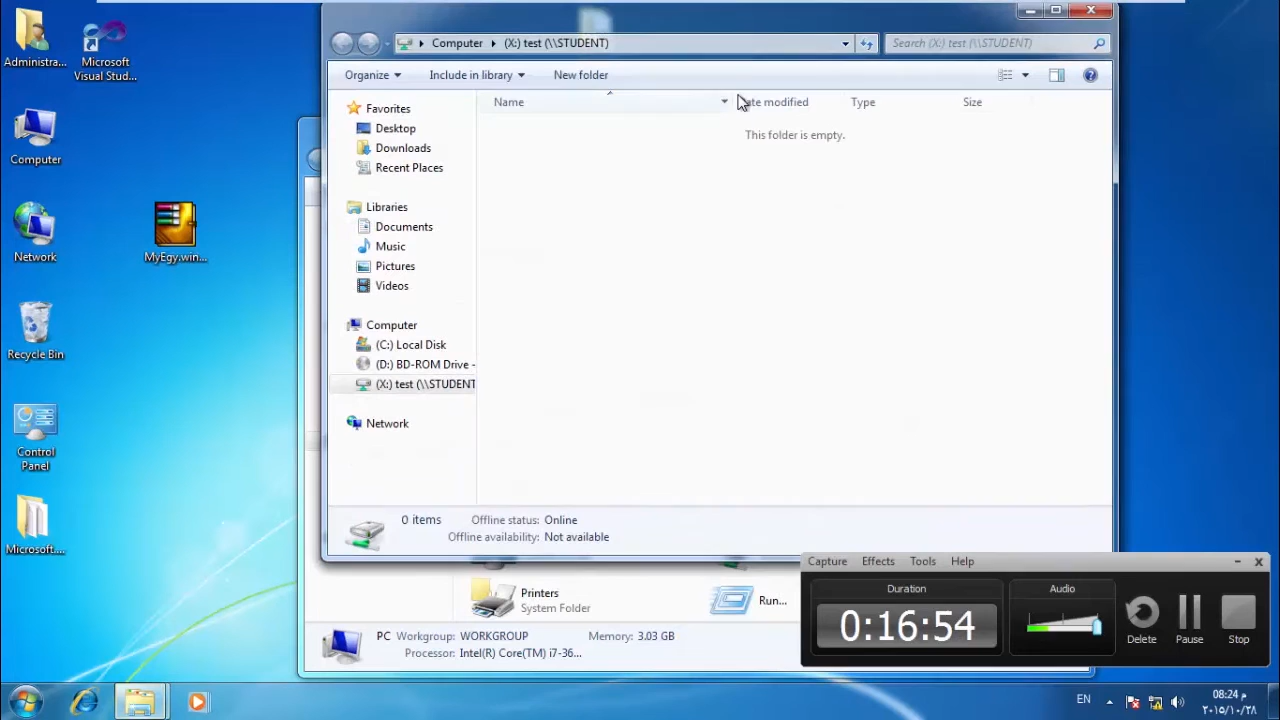 Administra...
Microsoft
Visual Stud...
Computer
Network
MyEgy.win...
Recycle Bin
Control
Panel
Microsoft....
Computer
(X:) test (\\STUDENT)
Search (X:) test (\\STUDENT)
Organize
Include in library
New folder
Name
te modified
Type
Size
This folder is empty.
Favorites
Desktop
Downloads
Recent Places
Libraries
Documents
Music
Pictures
Videos
Computer
(C:) Local Disk
(D:) BD-ROM Drive -
(X:) test (\\STUDENT
Network
0 items
Offline status: Online
Offline availability: Not available
Printers
System Folder
Run...
PC Workgroup: WORKGROUP Memory: 3.03 GB
Processor: Intel(R) Core(TM) i7-36...
Capture Effects Tools Help
Duration
0:16:54
Audio
Delete
Pause
Stop
EN
08:24 م
٢٠١٥/١٠/٢٨